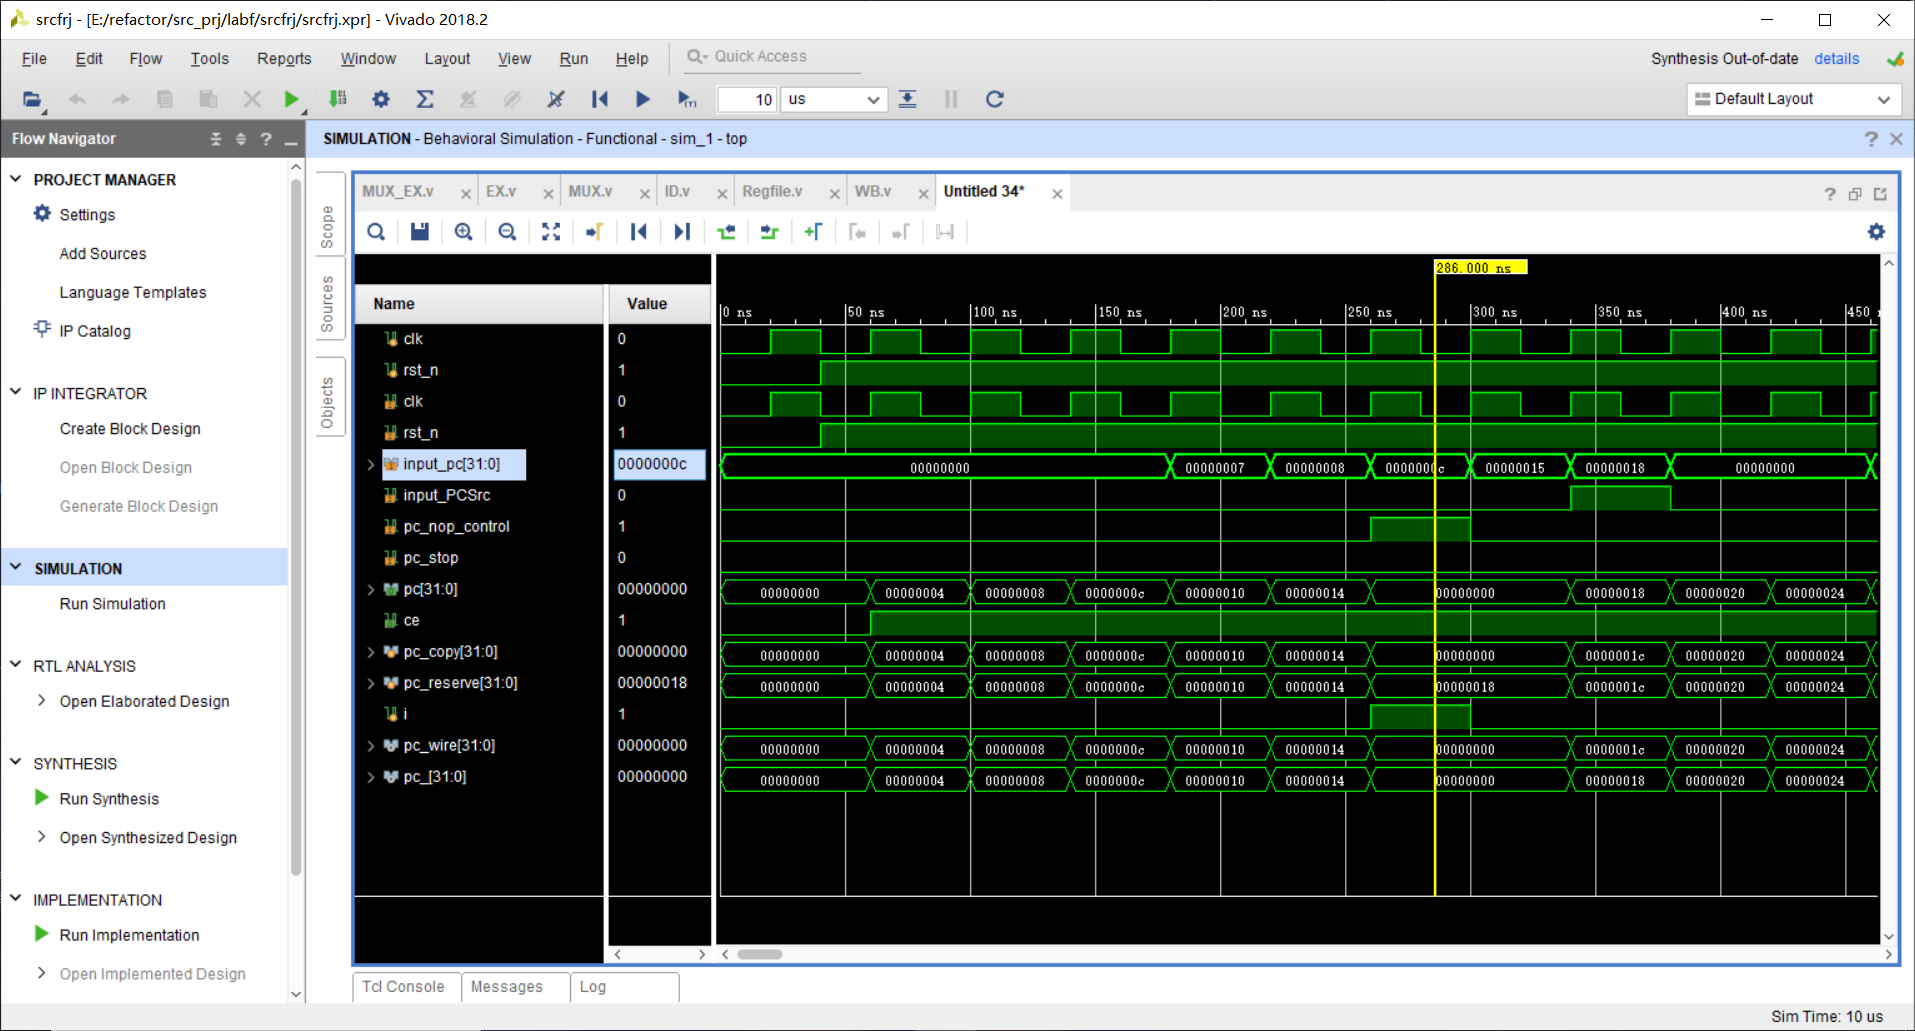 srcfrj - [E:/refactor/src_prj/labf/srcfrj/srcfrj.xpr] - Vivado 2018.2
File Edit Flow Tools Reports Window Layout View Run Help Quick Access
Synthesis Out-of-date details
10 us
Default Layout
Flow Navigator
SIMULATION - Behavioral Simulation - Functional - sim_1 - top
PROJECT MANAGER
Settings
Add Sources
Language Templates
IP Catalog
IP INTEGRATOR
Create Block Design
Open Block Design
Generate Block Design
SIMULATION
Run Simulation
RTL ANALYSIS
Open Elaborated Design
SYNTHESIS
Run Synthesis
Open Synthesized Design
IMPLEMENTATION
Run Implementation
Open Implemented Design
Scope
Sources
Objects
MUX_EX.v EX.v MUX.v ID.v Regfile.v WB.v Untitled 34*
286.000 ns
Name Value
0 ns 50 ns 100 ns 150 ns 200 ns 250 ns 300 ns 350 ns 400 ns 450
clk 0
rst_n 1
clk 0
rst_n 1
input_pc[31:0] 0000000c 00000000 00000007 00000008 0000000c 00000015 00000018 00000000
input_PCSrc 0
pc_nop_control 1
pc_stop 0
pc[31:0] 00000000 00000000 00000004 00000008 0000000c 00000010 00000014 00000000 00000018 00000020 00000024
ce 1
pc_copy[31:0] 00000000 00000000 00000004 00000008 0000000c 00000010 00000014 00000000 0000001c 00000020 00000024
pc_reserve[31:0] 00000018 00000000 00000004 00000008 0000000c 00000010 00000014 00000018 0000001c 00000020 00000024
i 1
pc_wire[31:0] 00000000 00000000 00000004 00000008 0000000c 00000010 00000014 00000000 0000001c 00000020 00000024
pc_[31:0] 00000000 00000000 00000004 00000008 0000000c 00000010 00000014 00000000 00000018 00000020 00000024
Tcl Console Messages Log
Sim Time: 10 us